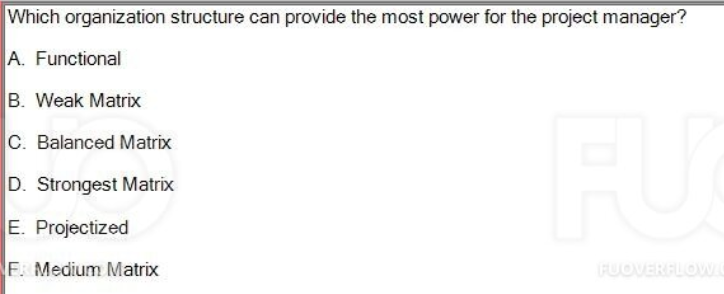 Which organization structure can provide the most power for the project manager?
A. Functional
B. Weak Matrix
C. Balanced Matrix
D. Strongest Matrix
E. Projectized
F. Medium Matrix
FUOVERFLOW